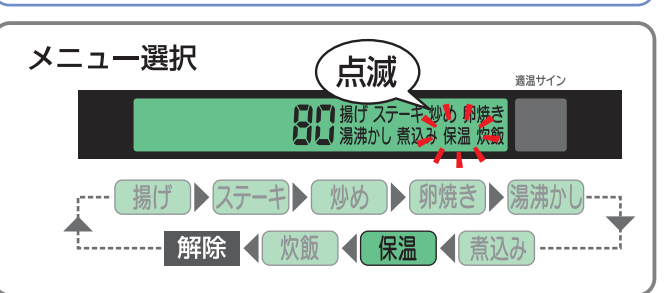 メニュー選択
点滅
適温サイン
80 揚げ ステーキ 炒め 卵焼き
湯沸かし 煮込み 保温 炊飯
揚げ ステーキ 炒め 卵焼き 湯沸かし
解除 炊飯 保温 煮込み